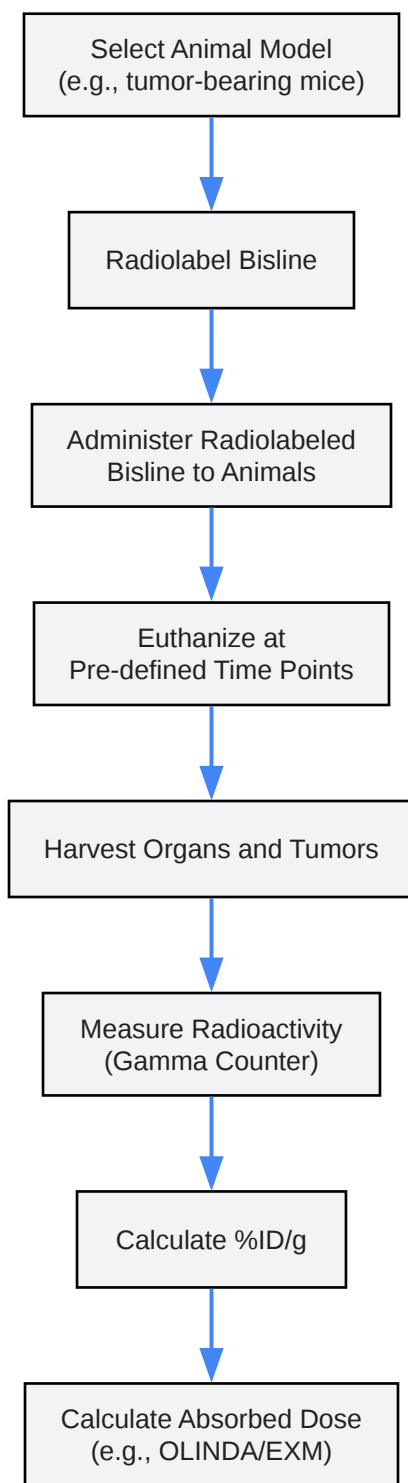 Select Animal Model
(e.g., tumor-bearing mice)
Radiolabel Bisline
Administer Radiolabeled
Bisline to Animals
Euthanize at
Pre-defined Time Points
Harvest Organs and Tumors
Measure Radioactivity
(Gamma Counter)
Calculate %ID/g
Calculate Absorbed Dose
(e.g., OLINDA/EXM)